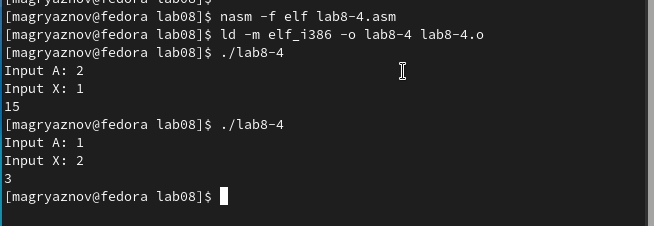 [magryaznov@fedora lab08]$ nasm -f elf lab8-4.asm
[magryaznov@fedora lab08]$ ld -m elf_i386 -o lab8-4 lab8-4.o
[magryaznov@fedora lab08]$ ./lab8-4
Input A: 2
Input X: 1
15
[magryaznov@fedora lab08]$ ./lab8-4
Input A: 1
Input X: 2
3
[magryaznov@fedora lab08]$